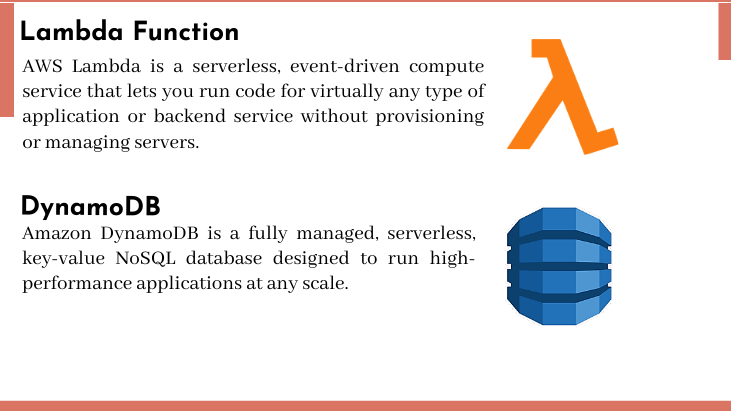 Lambda Function
AWS Lambda is a serverless, event-driven compute
service that lets you run code for virtually any type of
application or backend service without provisioning
or managing servers.
DynamoDB
Amazon DynamoDB is a fully managed, serverless,
key-value NoSQL database designed to run high-
performance applications at any scale.